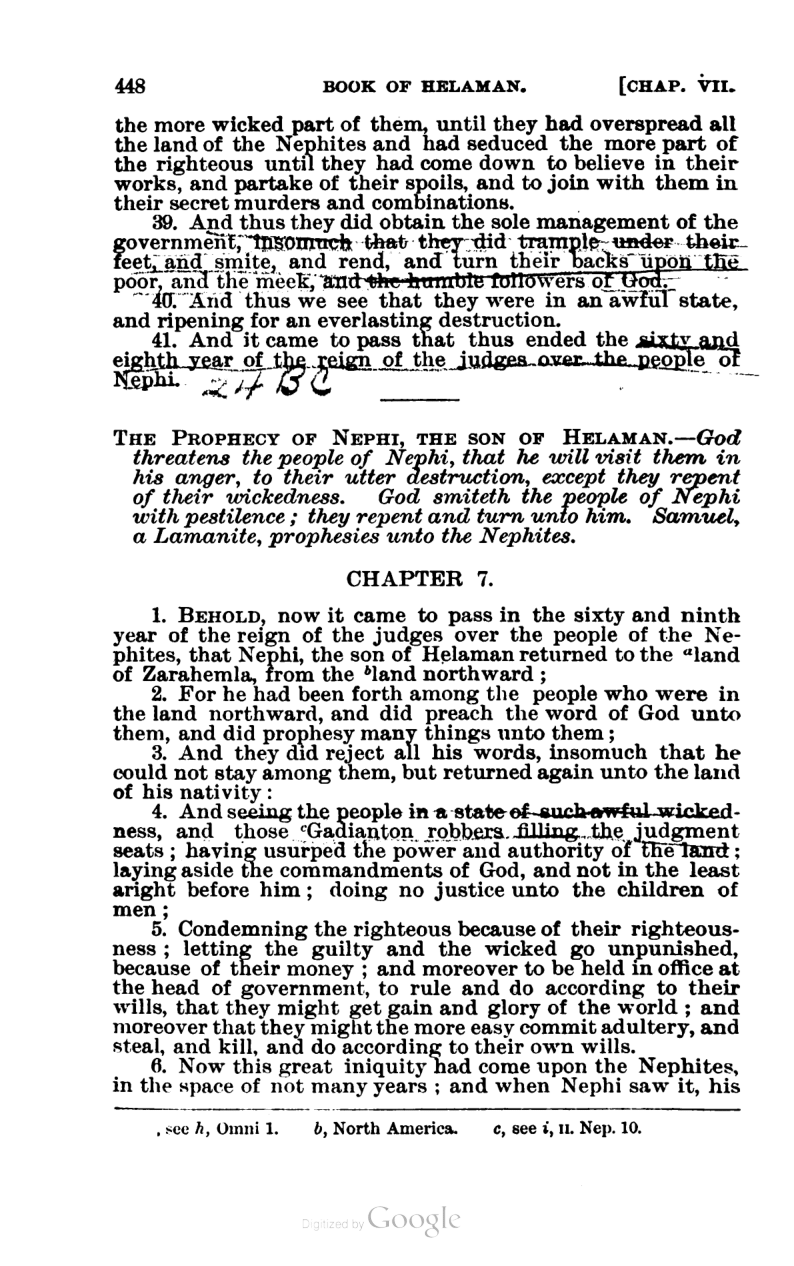 448 BOOK OF HELAMAN. [CHAP. VII.
the more wicked part of them, until they had overspread all
the land of the Nephites and had seduced the more part of
the righteous until they had come down to believe in their
works, and partake of their spoils, and to join with them in
their secret murders and combinations.
39. And thus they did obtain the sole management of the
government, insomuch that they did trample under their
feet, and smite, and rend, and turn their backs upon the
poor, and the meek, and the humble followers of God.
40. And thus we see that they were in an awful state,
and ripening for an everlasting destruction.
41. And it came to pass that thus ended the sixty and
eighth year of the reign of the judges over the people of
Nephi. 24 BC
THE PROPHECY OF NEPHI, THE SON OF HELAMAN.—God
threatens the people of Nephi, that he will visit them in
his anger, to their utter destruction, except they repent
of their wickedness. God smiteth the people of Nephi
with pestilence; they repent and turn unto him. Samuel,
a Lamanite, prophesies unto the Nephites.
CHAPTER 7.
1. BEHOLD, now it came to pass in the sixty and ninth
year of the reign of the judges over the people of the Ne-
phites, that Nephi, the son of Helaman returned to the ᵃland
of Zarahemla, from the ᵇland northward;
2. For he had been forth among the people who were in
the land northward, and did preach the word of God unto
them, and did prophesy many things unto them;
3. And they did reject all his words, insomuch that he
could not stay among them, but returned again unto the land
of his nativity:
4. And seeing the people in a state of such awful wicked-
ness, and those ᶜGadianton robbers filling the judgment
seats; having usurped the power and authority of the land;
laying aside the commandments of God, and not in the least
aright before him; doing no justice unto the children of
men;
5. Condemning the righteous because of their righteous-
ness; letting the guilty and the wicked go unpunished,
because of their money; and moreover to be held in office at
the head of government, to rule and do according to their
wills, that they might get gain and glory of the world; and
moreover that they might the more easy commit adultery, and
steal, and kill, and do according to their own wills.
6. Now this great iniquity had come upon the Nephites,
in the space of not many years; and when Nephi saw it, his
, see h, Omni 1. b, North America. c, see i, II. Nep. 10.
Digitized by Google